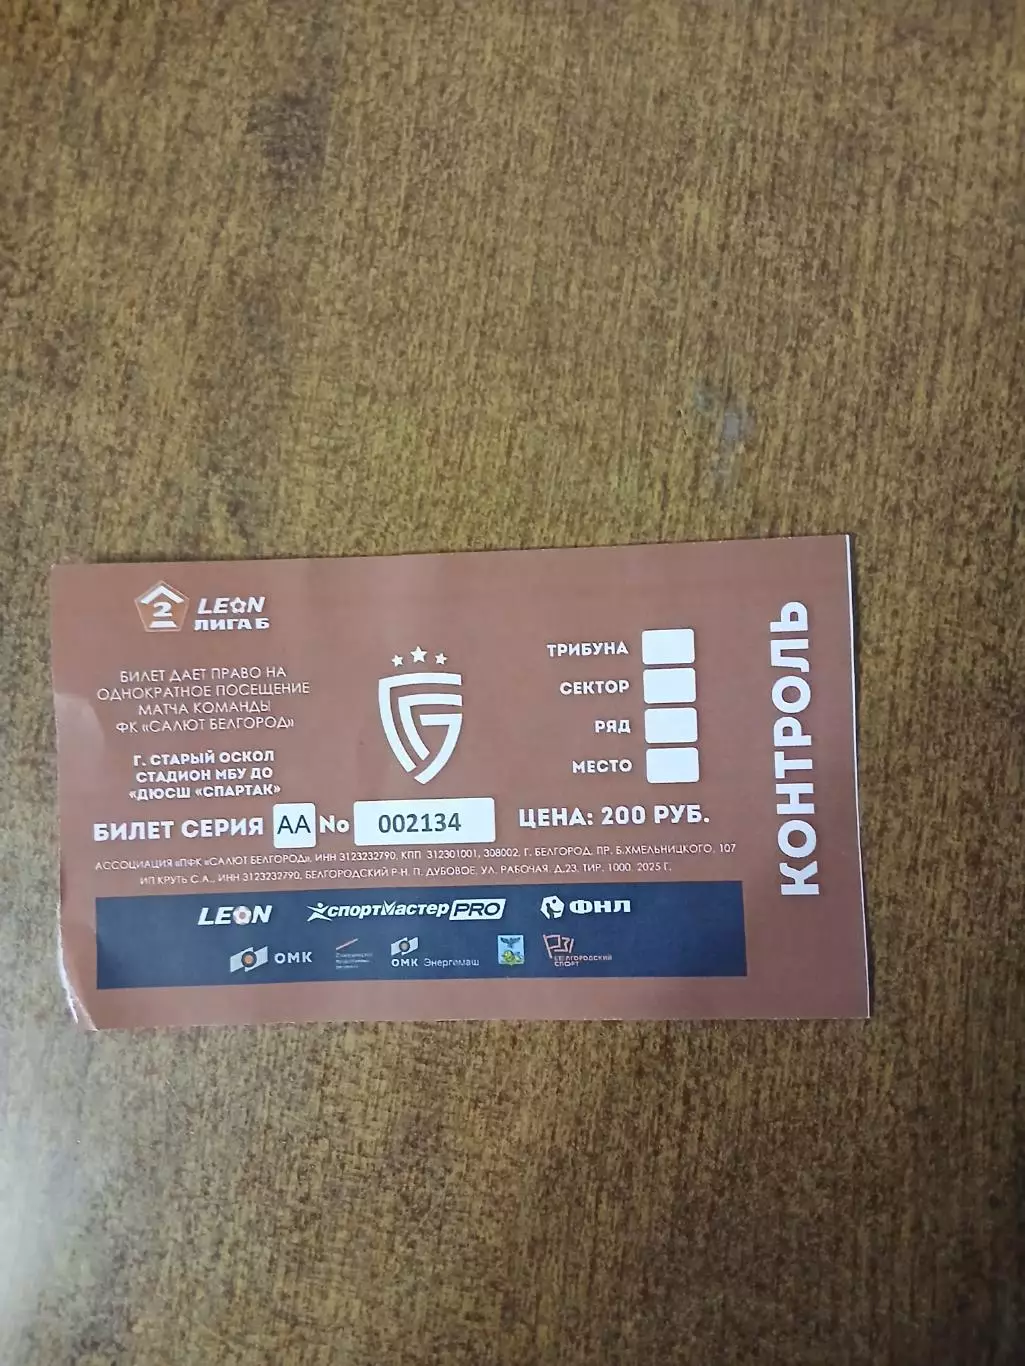 2
LEON
ЛИГА Б
БИЛЕТ ДАЕТ ПРАВО НА
ОДНОКРАТНОЕ ПОСЕЩЕНИЕ
МАТЧА КОМАНДЫ
ФК «САЛЮТ БЕЛГОРОД»
Г. СТАРЫЙ ОСКОЛ
СТАДИОН МБУ ДО
«ДЮСШ «СПАРТАК»
ТРИБУНА
СЕКТОР
РЯД
МЕСТО
БИЛЕТ СЕРИЯ АА No 002134 ЦЕНА: 200 РУБ.
АССОЦИАЦИЯ «ПФК «САЛЮТ БЕЛГОРОД», ИНН 3123232790, КПП 312301001, 308002, Г. БЕЛГОРОД, ПР. Б.ХМЕЛЬНИЦКОГО, 107
ИП КРУТЬ С.А., ИНН 3123232790, БЕЛГОРОДСКИЙ Р-Н. П. ДУБОВОЕ, УЛ. РАБОЧАЯ, Д.23, ТИР. 1000. 2025 Г.
LEON СПОРТМАСТЕР PRO ФНЛ
ОМК ОМК Энергомаш БЕЛГОРОДСКИЙ
СПОРТ
КОНТРОЛЬ